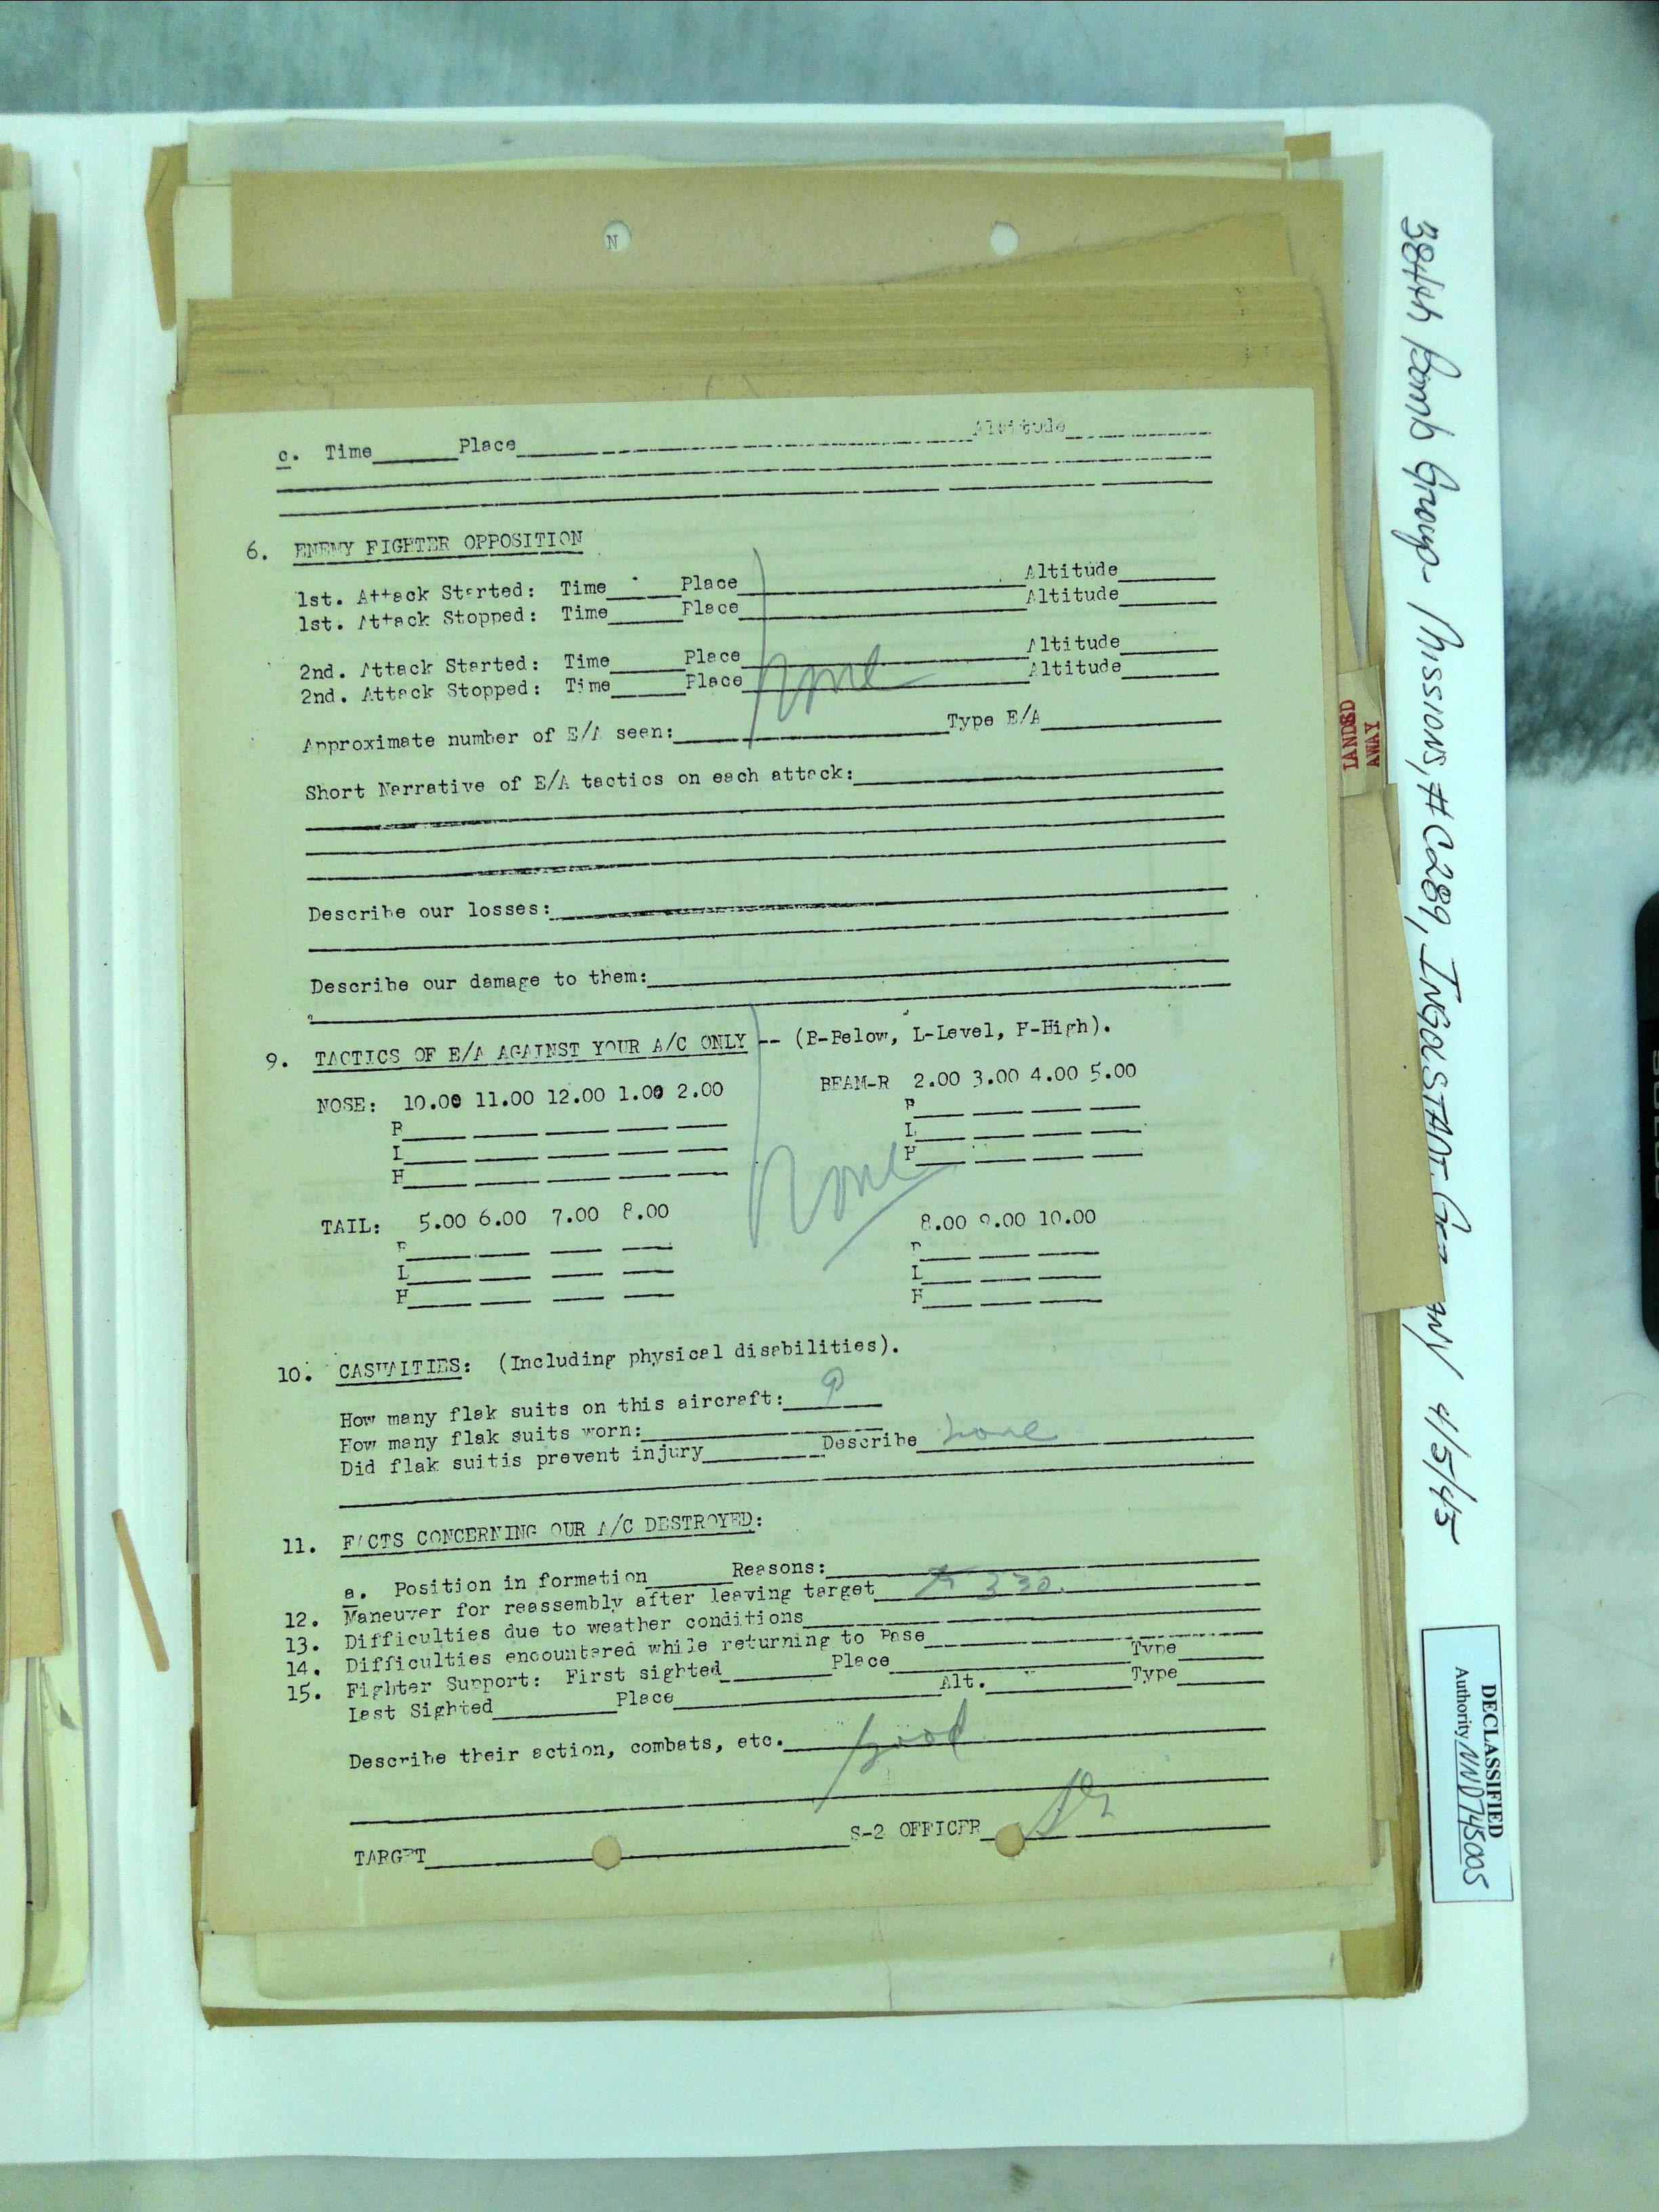 N
c. Time Place Altitude
6. ENEMY FIGHTER OPPOSITION
1st. Attack Started: Time Place Altitude
1st. Attack Stopped: Time Place Altitude
2nd. Attack Started: Time Place Altitude
2nd. Attack Stopped: Time Place Altitude
None
Approximate number of E/A seen: Type E/A
Short Narrative of E/A tactics on each attack:
Describe our losses:
Describe our damage to them:
9. TACTICS OF E/A AGAINST YOUR A/C ONLY -- (B-Below, L-Level, H-High).
NOSE: 10.00 11.00 12.00 1.00 2.00 BEAM-R 2.00 3.00 4.00 5.00
B B
L L
H H
None
TAIL: 5.00 6.00 7.00 8.00 8.00 9.00 10.00
B B
L L
H H
10. CASUALTIES: (Including physical disabilities).
How many flak suits on this aircraft: 9
How many flak suits worn:
Did flak suitis prevent injury Describe none
11. FACTS CONCERNING OUR A/C DESTROYED:
a. Position in formation Reasons:
12. Maneuver for reassembly after leaving target 330.
13. Difficulties due to weather conditions
14. Difficulties encountered while returning to Base
15. Fighter Support: First sighted Place Type
Last Sighted Place Alt. Type
Describe their action, combats, etc. good
TARGET S-2 OFFICER
LANDED
AWAY
384th Bomb Group - Missions, # C289, INGOLSTADT, Germany 4/5/45
DECLASSIFIED
Authority NND745005